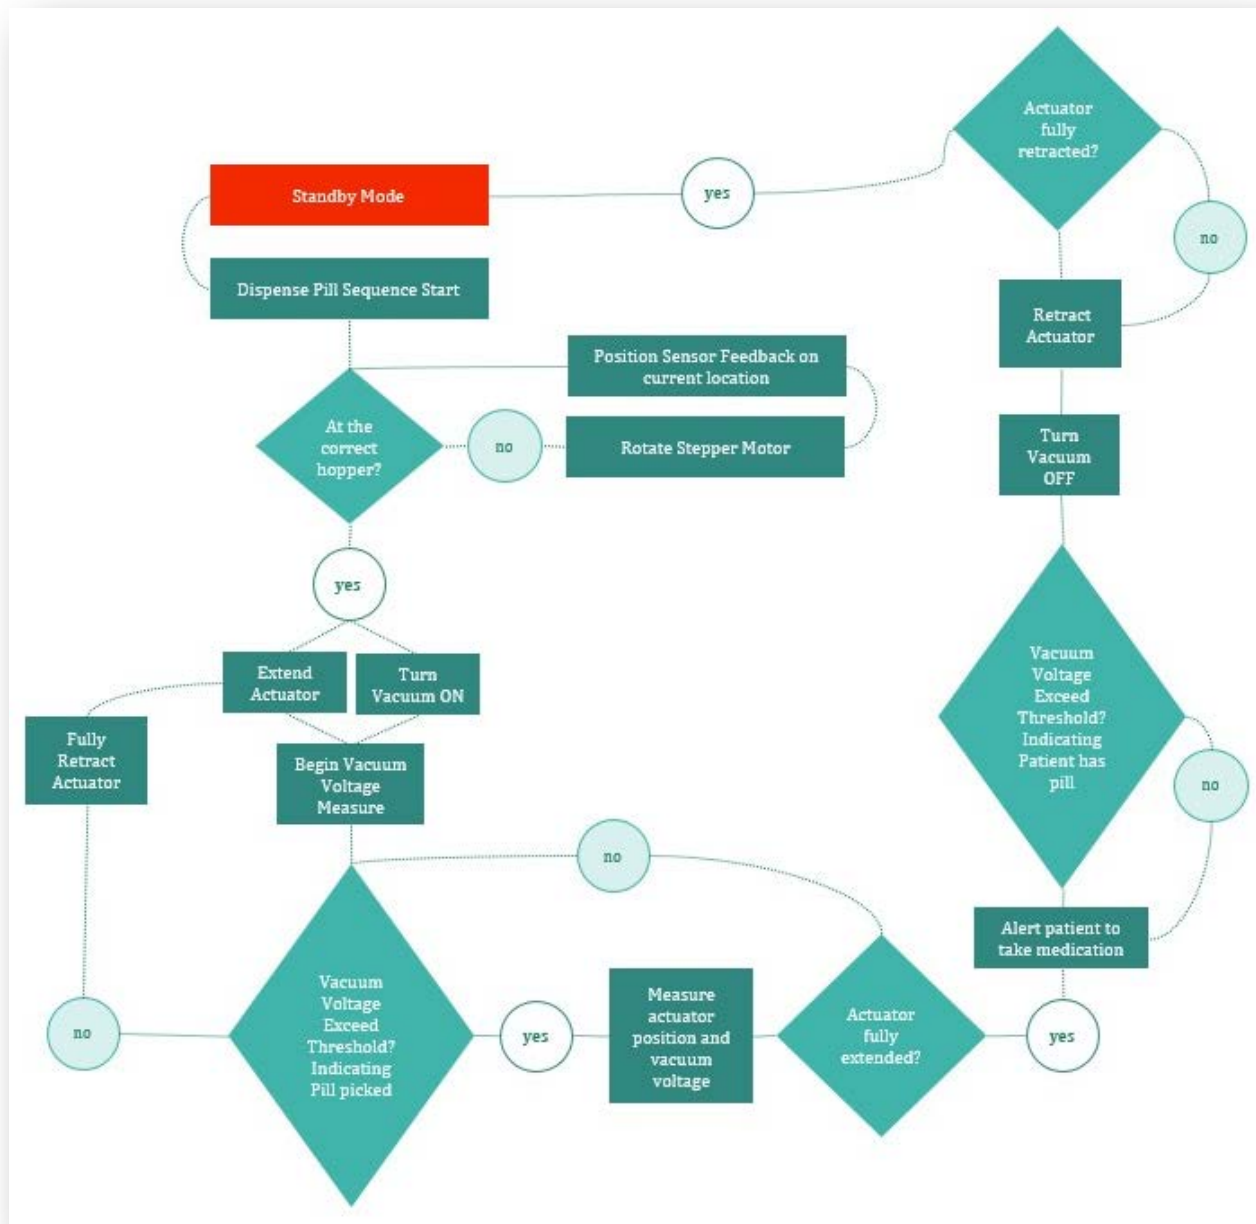 Standby Mode
yes
Actuator
fully
retracted?
no
Dispense Pill Sequence Start
Retract
Actuator
Position Sensor Feedback on
current location
At the
correct
hopper?
no
Rotate Stepper Motor
Turn
Vacuum
OFF
yes
Extend
Actuator
Turn
Vacuum ON
Fully
Retract
Actuator
Begin Vacuum
Voltage
Measure
Vacuum
Voltage
Exceed
Threshold?
Indicating
Patient has
pill
no
no
Alert patient to
take medication
no
Vacuum
Voltage
Exceed
Threshold?
Indicating
Pill picked
yes
Measure
actuator
position and
vacuum
voltage
Actuator
fully
extended?
yes